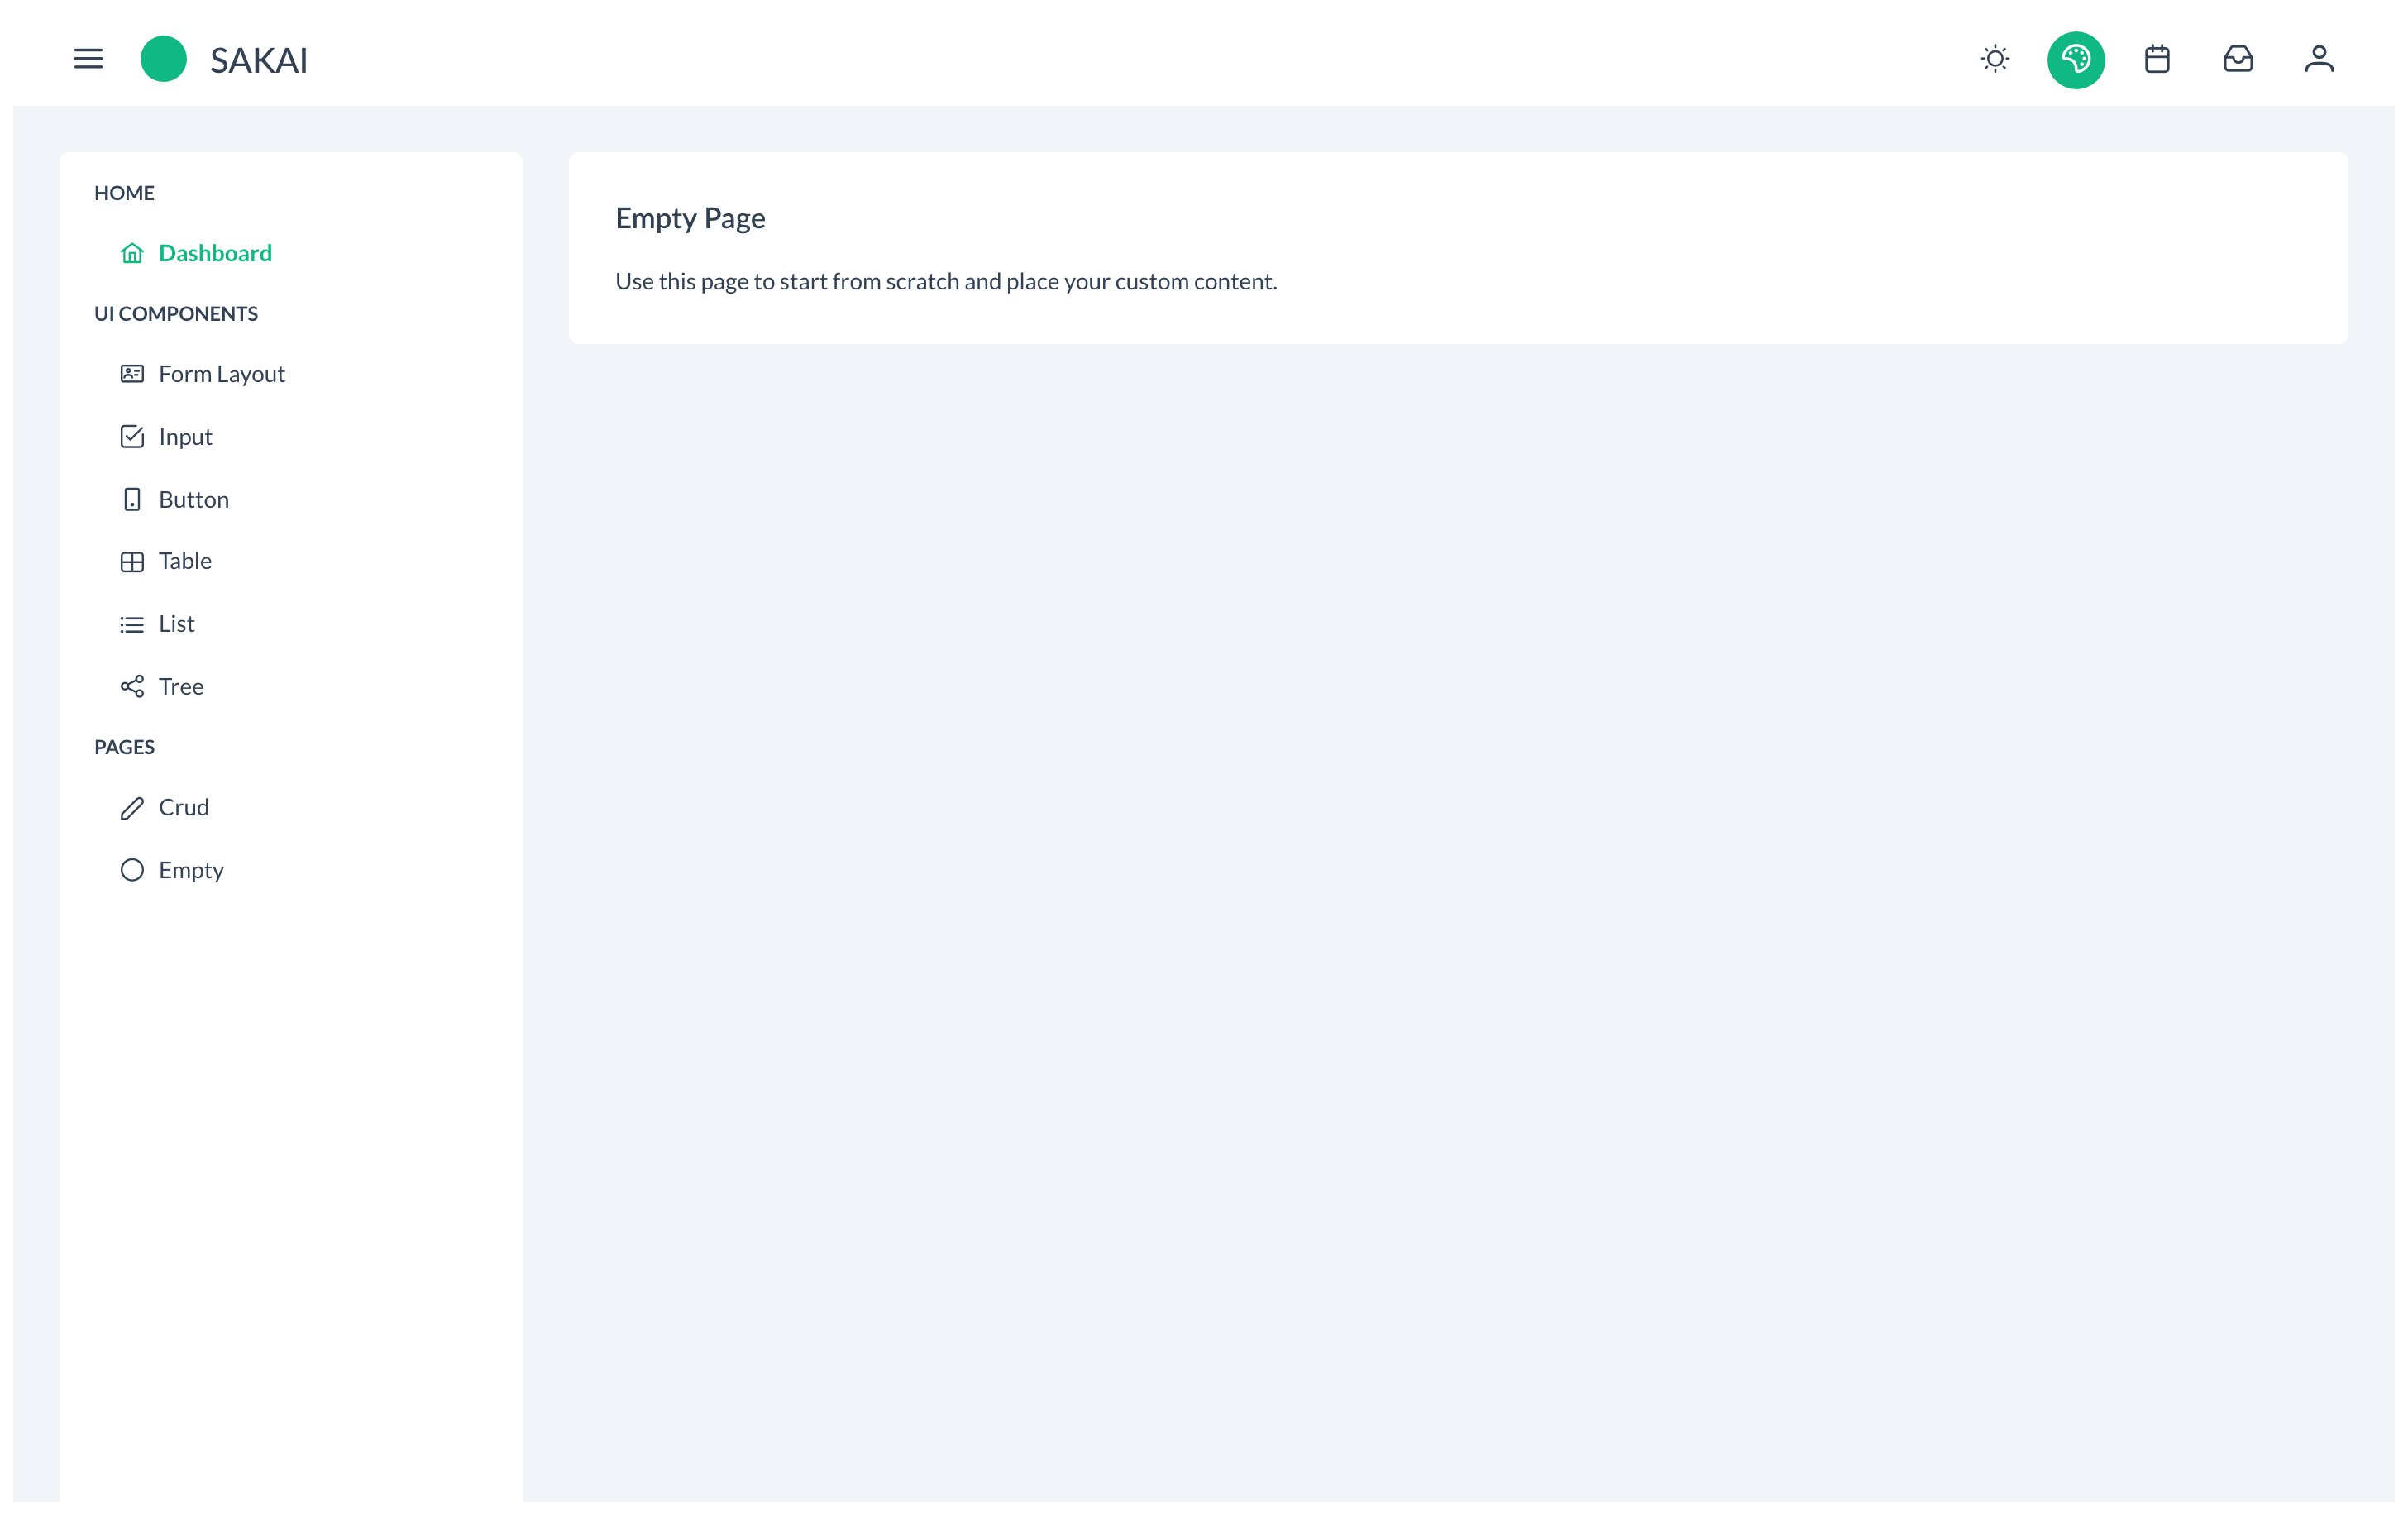 SAKAI
HOME
Dashboard
UI COMPONENTS
Form Layout
Input
Button
Table
List
Tree
PAGES
Crud
Empty
Empty Page
Use this page to start from scratch and place your custom content.